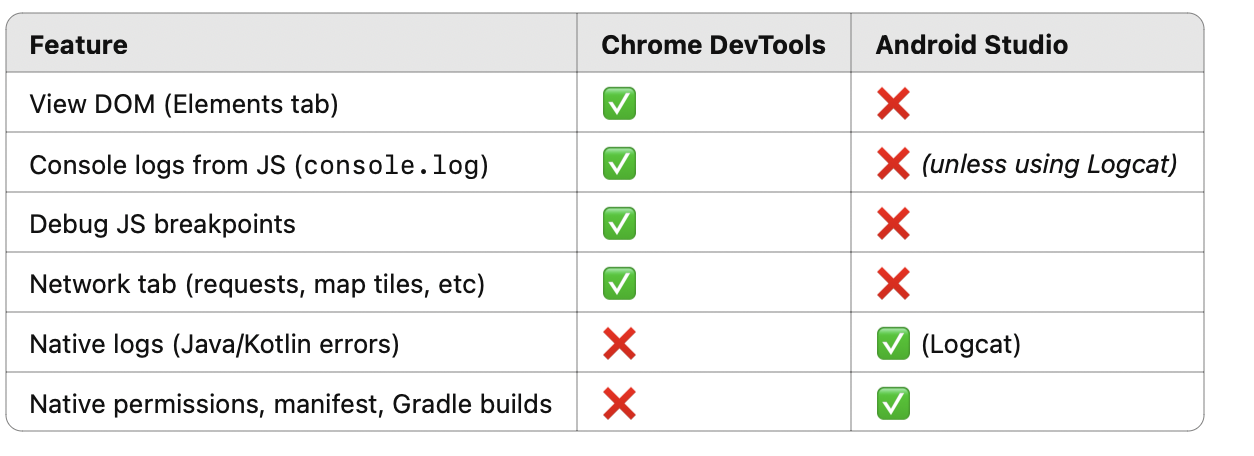 Feature Chrome DevTools Android Studio
View DOM (Elements tab) ✅ ❌
Console logs from JS (console.log) ✅ ❌ (unless using Logcat)
Debug JS breakpoints ✅ ❌
Network tab (requests, map tiles, etc) ✅ ❌
Native logs (Java/Kotlin errors) ❌ ✅ (Logcat)
Native permissions, manifest, Gradle builds ❌ ✅